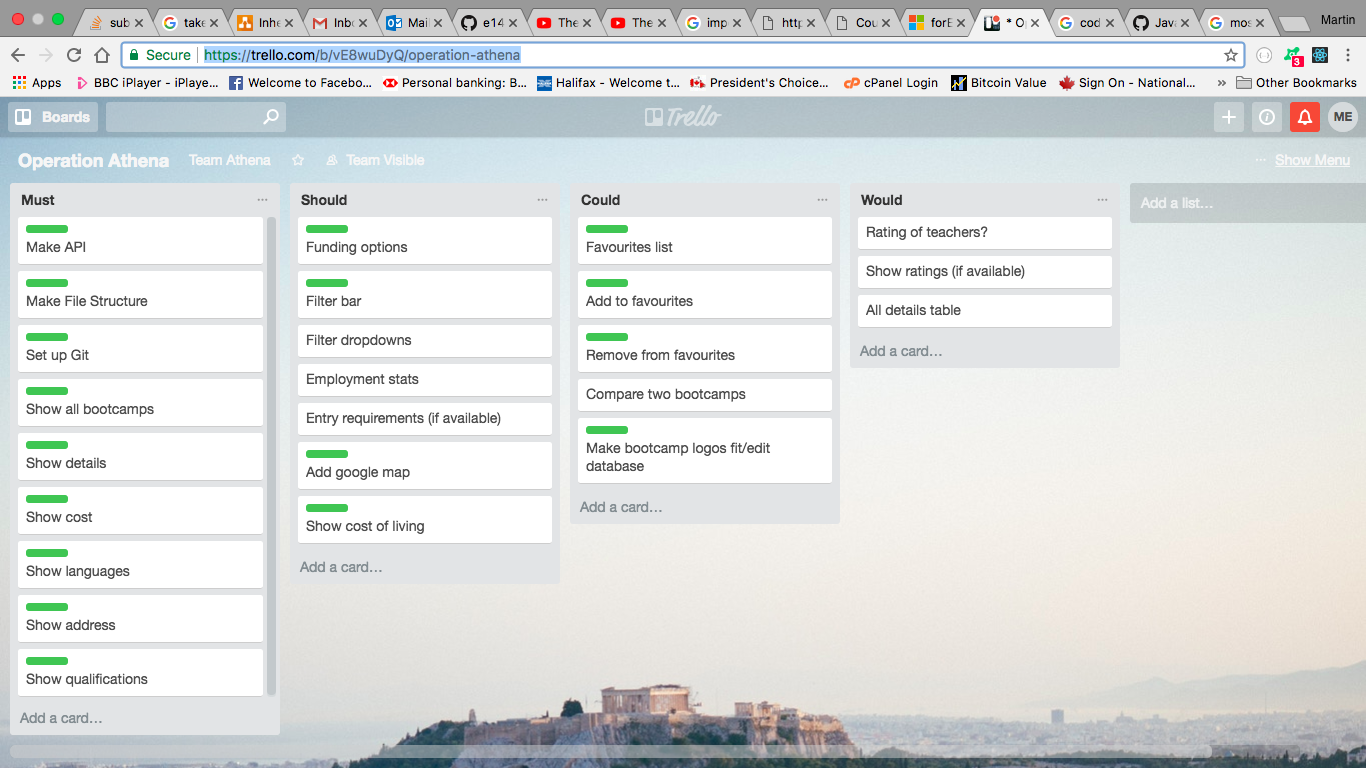 sub
take
Inhe
Inbo
Mail
e14
The
The
imp
http
Cou
forE
* O
cod
Java
mos
Martin
Secure
https://trello.com/b/vE8wuDyQ/operation-athena
3
Apps
BBC iPlayer - iPlaye...
Welcome to Facebo...
Personal banking: B...
Halifax - Welcome t...
President's Choice...
cPanel Login
Bitcoin Value
Sign On - National...
»
Other Bookmarks
Boards
Trello
ME
Operation Athena
Team Athena
Team Visible
... Show Menu
Must
Make API
Make File Structure
Set up Git
Show all bootcamps
Show details
Show cost
Show languages
Show address
Show qualifications
Add a card...
Should
Funding options
Filter bar
Filter dropdowns
Employment stats
Entry requirements (if available)
Add google map
Show cost of living
Add a card...
Could
Favourites list
Add to favourites
Remove from favourites
Compare two bootcamps
Make bootcamp logos fit/edit
database
Add a card...
Would
Rating of teachers?
Show ratings (if available)
All details table
Add a card...
Add a list...